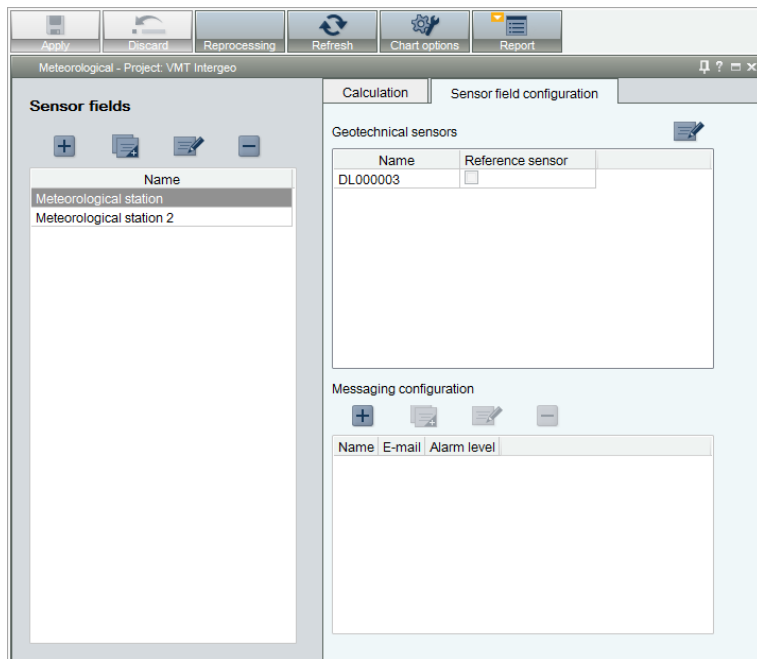 Apply Discard Reprocessing Refresh Chart options Report
Meteorological - Project: VMT Intergeo
Sensor fields
Name
Meteorological station
Meteorological station 2
Calculation Sensor field configuration
Geotechnical sensors
Name Reference sensor
DL000003
Messaging configuration
Name E-mail Alarm level